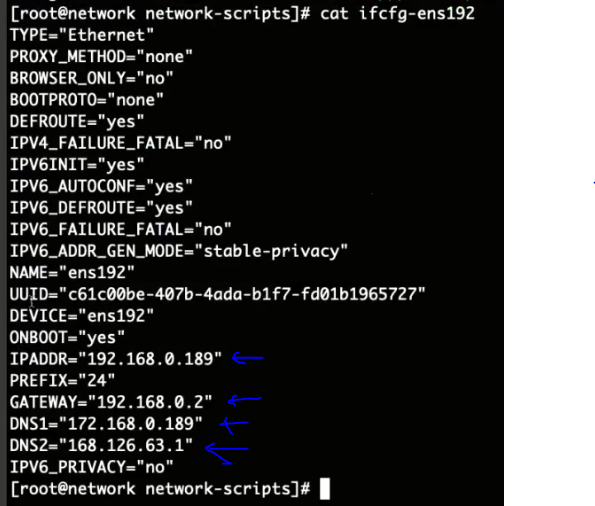 [root@network network-scripts]# cat ifcfg-ens192
TYPE="Ethernet"
PROXY_METHOD="none"
BROWSER_ONLY="no"
BOOTPROTO="none"
DEFROUTE="yes"
IPV4_FAILURE_FATAL="no"
IPV6INIT="yes"
IPV6_AUTOCONF="yes"
IPV6_DEFROUTE="yes"
IPV6_FAILURE_FATAL="no"
IPV6_ADDR_GEN_MODE="stable-privacy"
NAME="ens192"
UUID="c61c00be-407b-4ada-b1f7-fd01b1965727"
DEVICE="ens192"
ONBOOT="yes"
IPADDR="192.168.0.189"
PREFIX="24"
GATEWAY="192.168.0.2"
DNS1="172.168.0.189"
DNS2="168.126.63.1"
IPV6_PRIVACY="no"
[root@network network-scripts]#